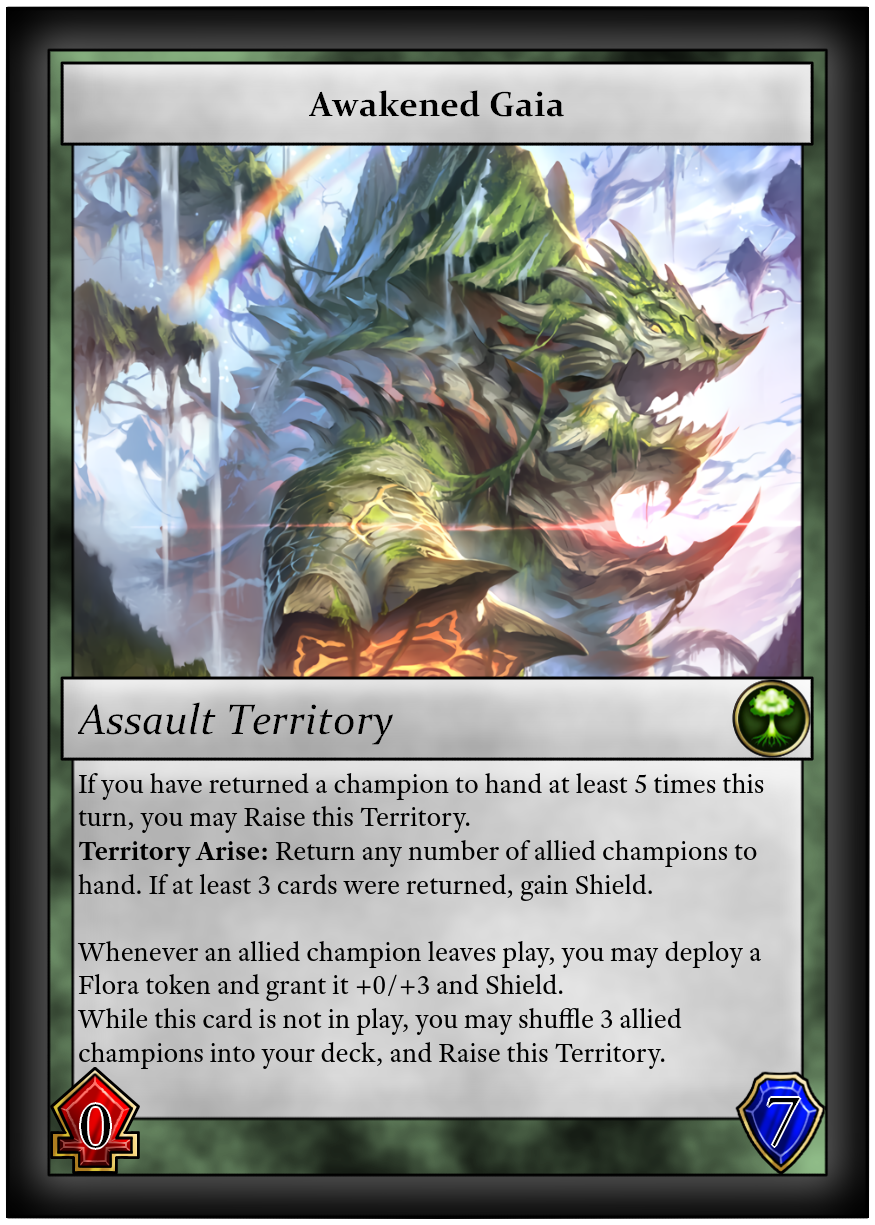 Awakened Gaia
Assault Territory
If you have returned a champion to hand at least 5 times this
turn, you may Raise this Territory.
Territory Arise: Return any number of allied champions to
hand. If at least 3 cards were returned, gain Shield.
Whenever an allied champion leaves play, you may deploy a
Flora token and grant it +0/+3 and Shield.
While this card is not in play, you may shuffle 3 allied
champions into your deck, and Raise this Territory.
0
7